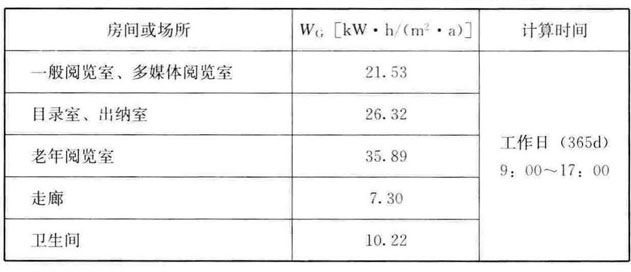 房间或场所 W_G [kW·h/(m²·a)] 计算时间
一般阅览室、多媒体阅览室 21.53
目录室、出纳室 26.32
老年阅览室 35.89
走廊 7.30
卫生间 10.22
工作日（365d）
9：00～17：00